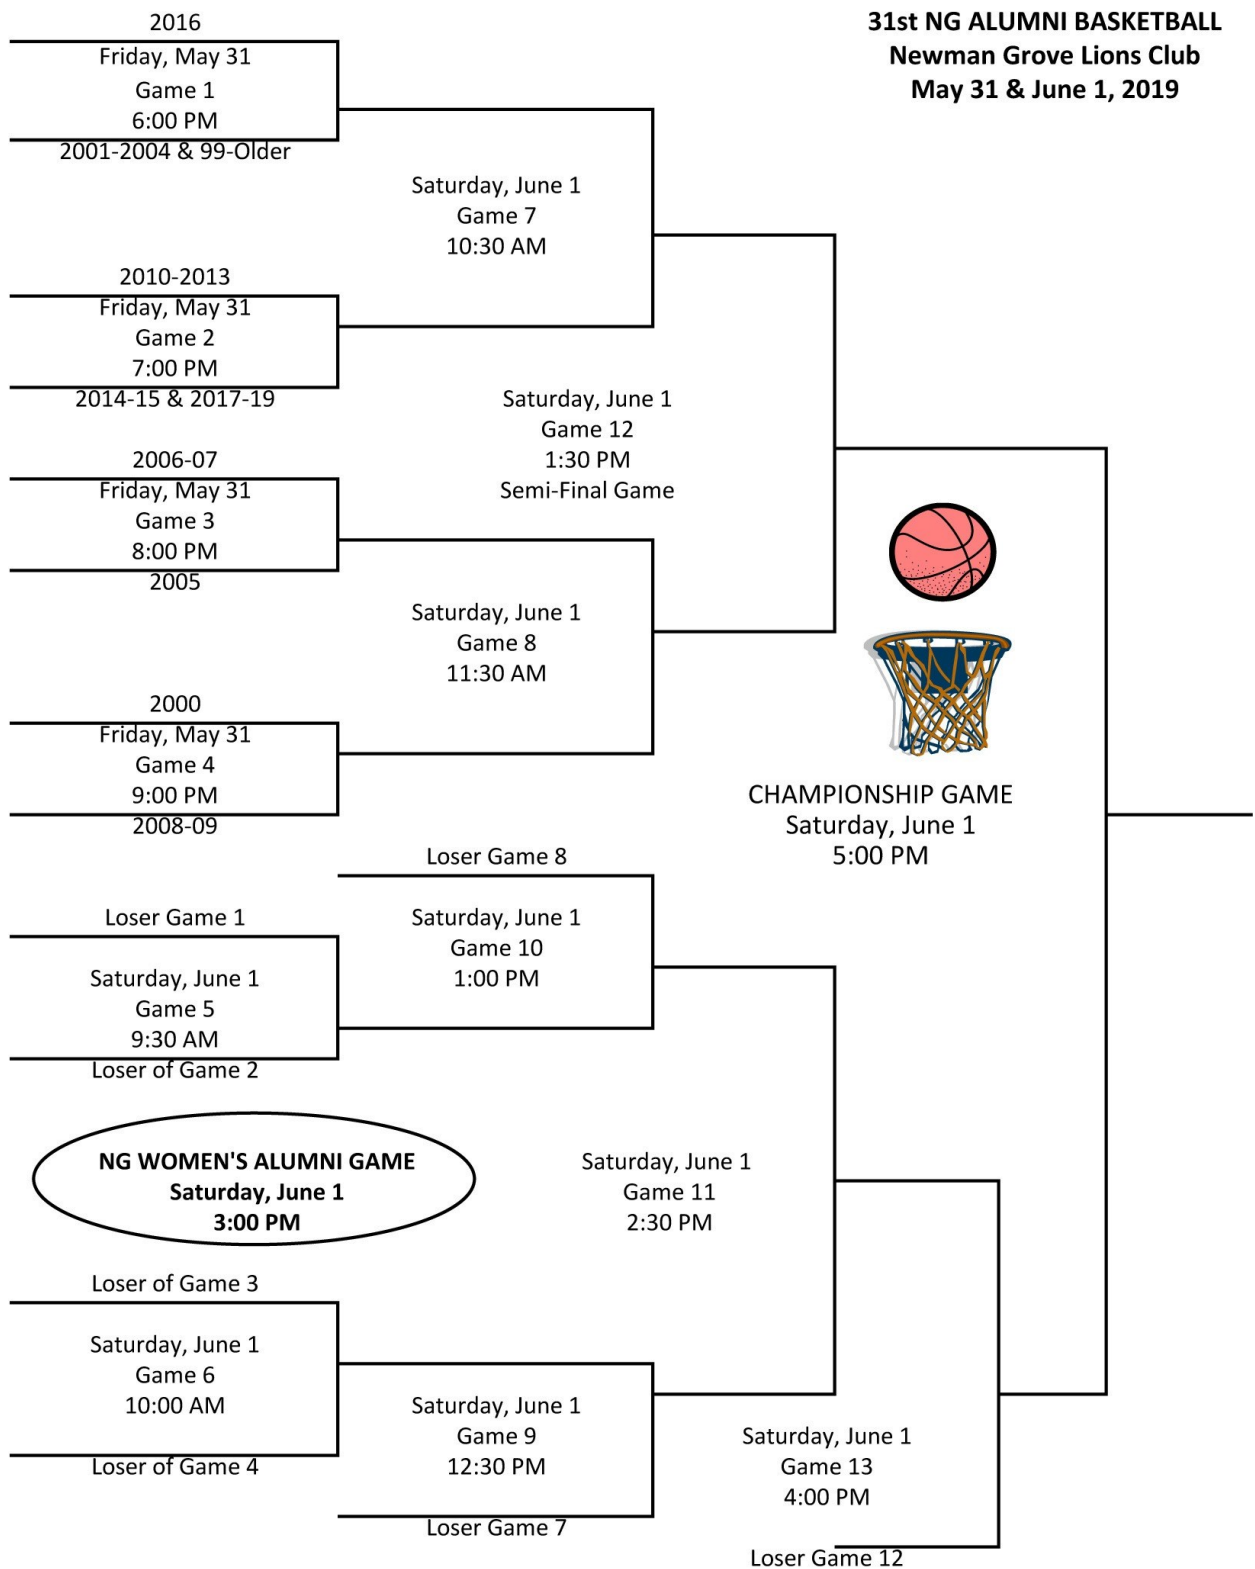 31st NG ALUMNI BASKETBALL
Newman Grove Lions Club
May 31 & June 1, 2019
2016
Friday, May 31
Game 1
6:00 PM
2001-2004 & 99-Older
Saturday, June 1
Game 7
10:30 AM
2010-2013
Friday, May 31
Game 2
7:00 PM
2014-15 & 2017-19
Saturday, June 1
Game 12
1:30 PM
Semi-Final Game
2006-07
Friday, May 31
Game 3
8:00 PM
2005
Saturday, June 1
Game 8
11:30 AM
2000
Friday, May 31
Game 4
9:00 PM
2008-09
CHAMPIONSHIP GAME
Saturday, June 1
5:00 PM
Loser Game 8
Saturday, June 1
Game 10
1:00 PM
Loser Game 1
Saturday, June 1
Game 5
9:30 AM
Loser of Game 2
NG WOMEN'S ALUMNI GAME
Saturday, June 1
3:00 PM
Saturday, June 1
Game 11
2:30 PM
Loser of Game 3
Saturday, June 1
Game 6
10:00 AM
Loser of Game 4
Saturday, June 1
Game 9
12:30 PM
Loser Game 7
Saturday, June 1
Game 13
4:00 PM
Loser Game 12